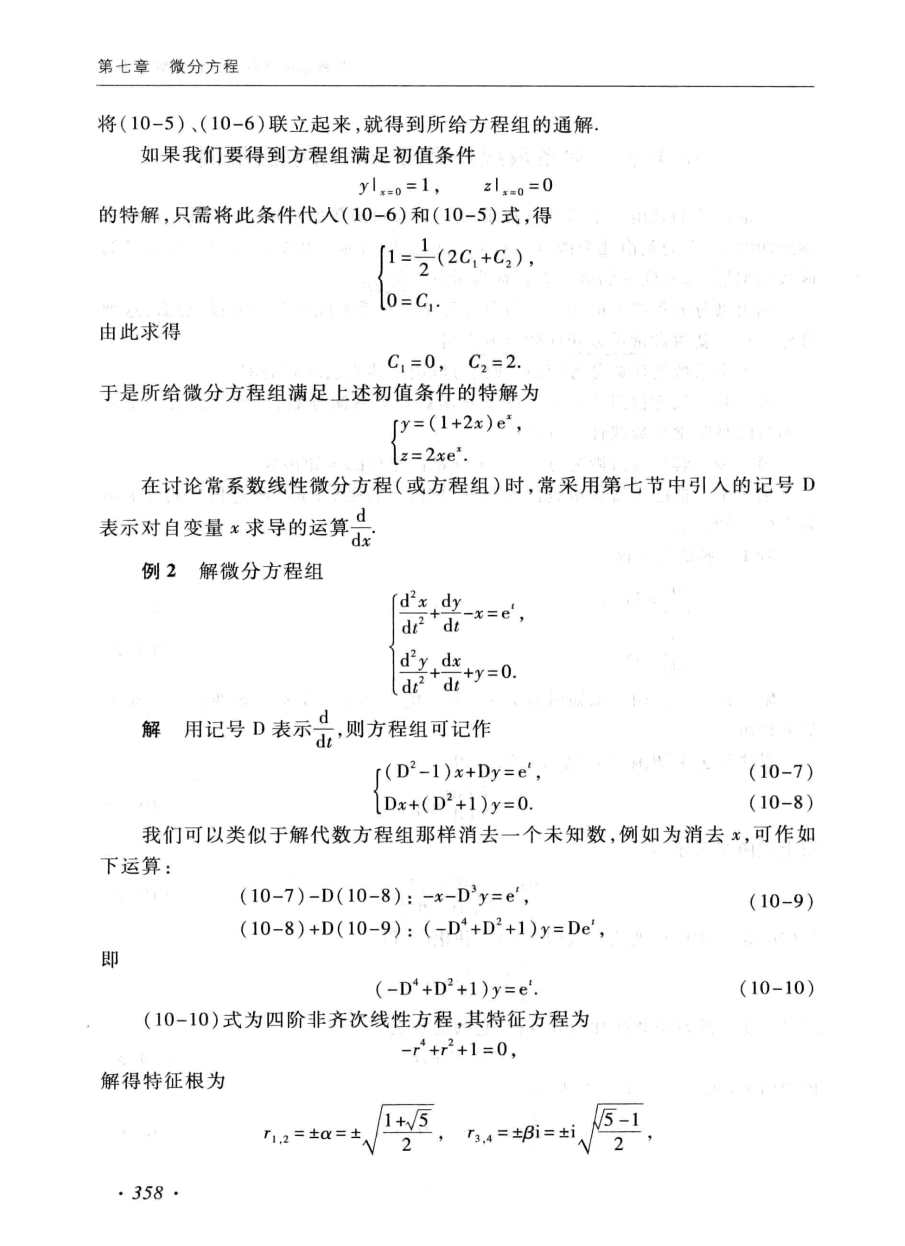 第七章 微分方程
将(10-5)、(10-6)联立起来,就得到所给方程组的通解.
如果我们要得到方程组满足初值条件
y|_{x=0}=1, z|_{x=0}=0
的特解,只需将此条件代入(10-6)和(10-5)式,得
\begin{cases} 1=\frac{1}{2}(2C_1+C_2), \\ 0=C_1. \end{cases}
由此求得
C_1=0, C_2=2.
于是所给微分方程组满足上述初值条件的特解为
\begin{cases} y=(1+2x)e^x, \\ z=2xe^x. \end{cases}
在讨论常系数线性微分方程(或方程组)时,常采用第七节中引入的记号 D
表示对自变量 x 求导的运算\frac{d}{dx}.
例 2 解微分方程组
\begin{cases} \frac{d^2x}{dt^2}+\frac{dy}{dt}-x=e^t, \\ \frac{d^2y}{dt^2}+\frac{dx}{dt}+y=0. \end{cases}
解 用记号 D 表示\frac{d}{dt},则方程组可记作
\begin{cases} (D^2-1)x+Dy=e^t, & (10-7) \\ Dx+(D^2+1)y=0. & (10-8) \end{cases}
我们可以类似于解代数方程组那样消去一个未知数,例如为消去 x,可作如
下运算:
(10-7)-D(10-8): -x-D^3y=e^t, (10-9)
(10-8)+D(10-9): (-D^4+D^2+1)y=De^t,
即
(-D^4+D^2+1)y=e^t. (10-10)
(10-10)式为四阶非齐次线性方程,其特征方程为
-r^4+r^2+1=0,
解得特征根为
r_{1,2}=±α=±\sqrt{\frac{1+\sqrt{5}}{2}}, r_{3,4}=±βi=±i\sqrt{\frac{\sqrt{5}-1}{2}},
· 358 ·